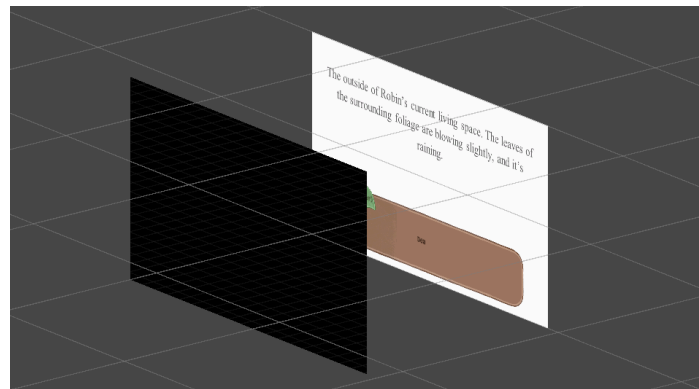 The outside of Robin's current living space. The leaves of
the surrounding foliage are blowing slightly, and it's
raining.